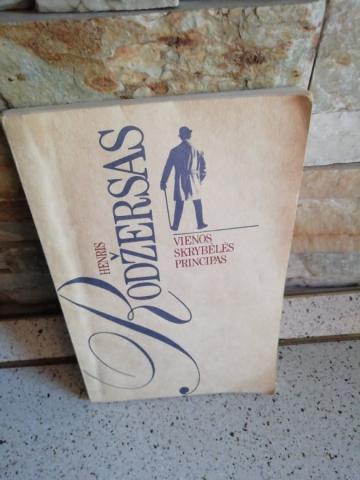 HENRIS
RODŽERSAS
VIENOS
SKRYBĖLĖS
PRINCIPAS